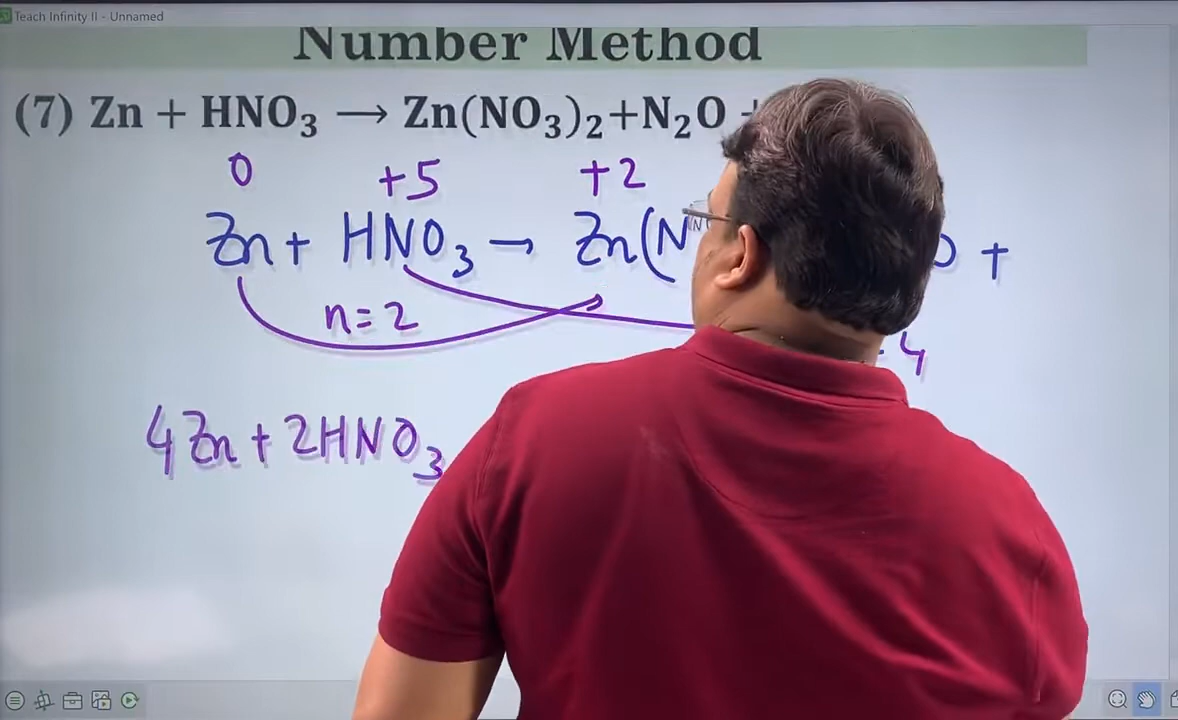 Teach Infinity II - Unnamed
Number Method
(7) Zn + HNO₃ → Zn(NO₃)₂+N₂O +
0 +5 +2
Zn + HNO₃ → Zn(N O +
n=2
4
4Zn + 2HNO₃